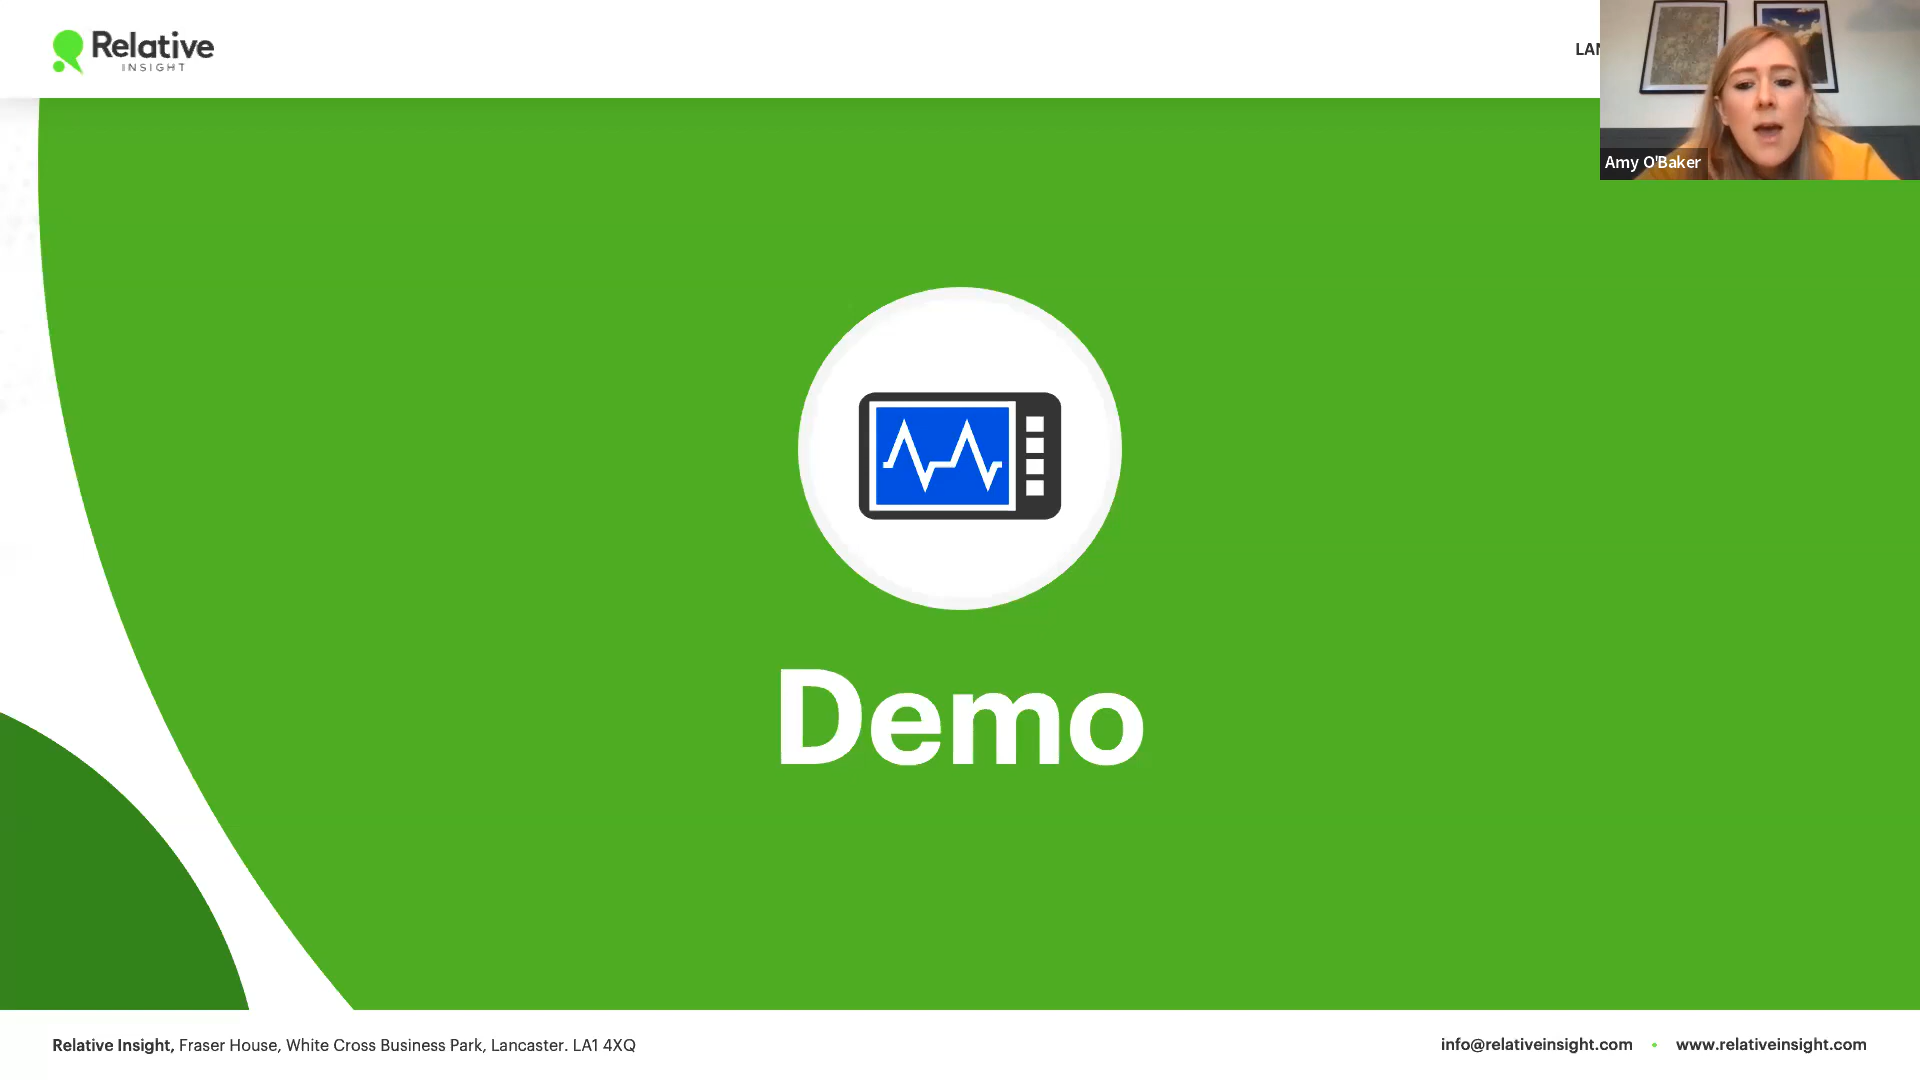 Relative
INSIGHT
LAN
Amy O'Baker
Demo
Relative Insight, Fraser House, White Cross Business Park, Lancaster. LA1 4XQ
info@relativeinsight.com • www.relativeinsight.com